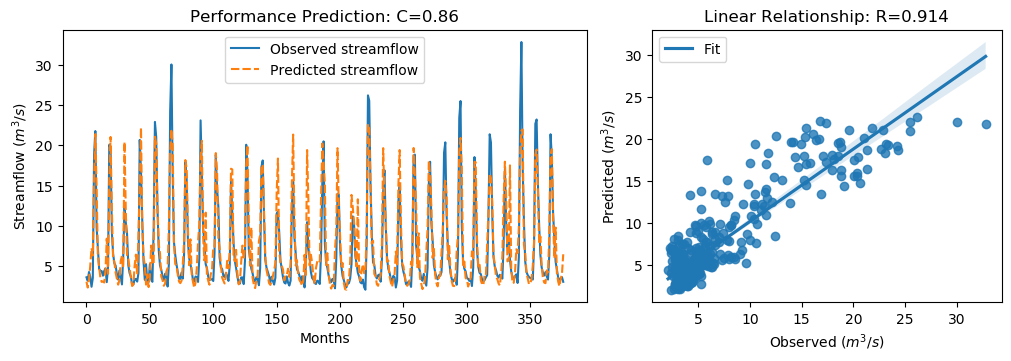 Performance Prediction: C=0.86
Observed streamflow
Predicted streamflow
Streamflow (m³/s)
30
25
20
15
10
5
0
50
100
150
200
250
300
350
Months
Linear Relationship: R=0.914
Fit
Predicted (m³/s)
30
25
20
15
10
5
5
10
15
20
25
30
Observed (m³/s)